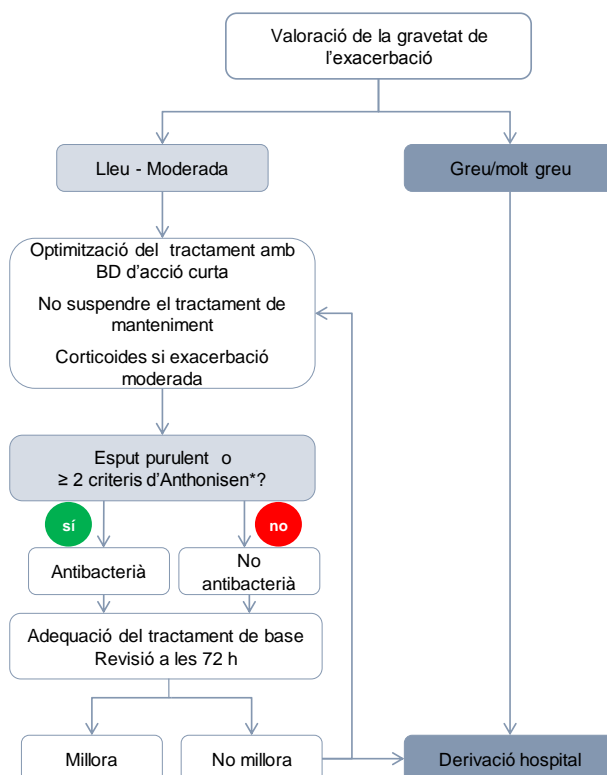 Valoració de la gravetat de
l'exacerbació
Lleu - Moderada
Greu/molt greu
Optimització del tractament amb
BD d'acció curta
No suspendre el tractament de
manteniment
Corticoides si exacerbació
moderada
Esput purulent o
≥ 2 criteris d'Anthonisen*?
sí
no
Antibacterià
No
antibacterià
Adequació del tractament de base
Revisió a les 72 h
Millora
No millora
Derivació hospital